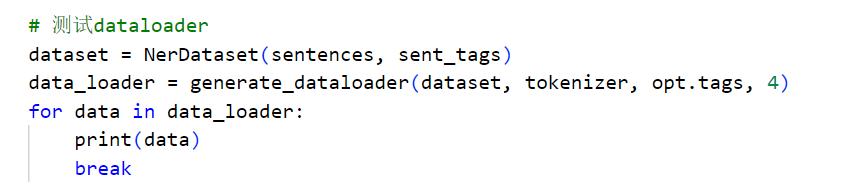 # 测试dataloader
dataset = NerDataset(sentences, sent_tags)
data_loader = generate_dataloader(dataset, tokenizer, opt.tags, 4)
for data in data_loader:
    print(data)
    break